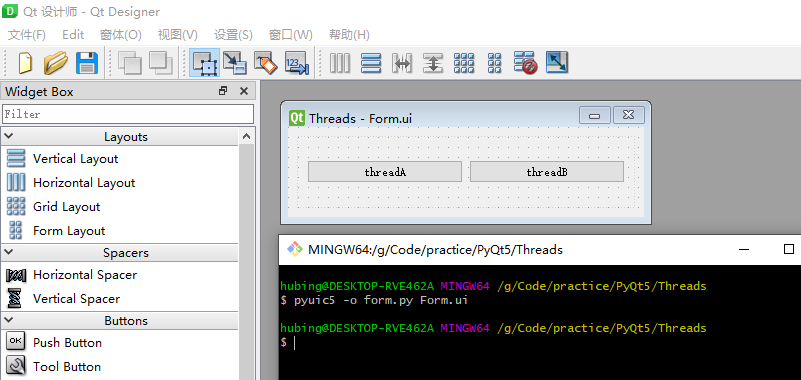 Qt 设计师 - Qt Designer
文件(F) Edit 窗体(O) 视图(V) 设置(S) 窗口(W) 帮助(H)
Widget Box
Filter
Layouts
Vertical Layout
Horizontal Layout
Grid Layout
Form Layout
Spacers
Horizontal Spacer
Vertical Spacer
Buttons
OK Push Button
Tool Button
Qt Threads - Form.ui
threadA threadB
MINGW64:/g/Code/practice/PyQt5/Threads
hubing@DESKTOP-RVE462A MINGW64 /g/Code/practice/PyQt5/Threads
$ pyuic5 -o form.py Form.ui
hubing@DESKTOP-RVE462A MINGW64 /g/Code/practice/PyQt5/Threads
$